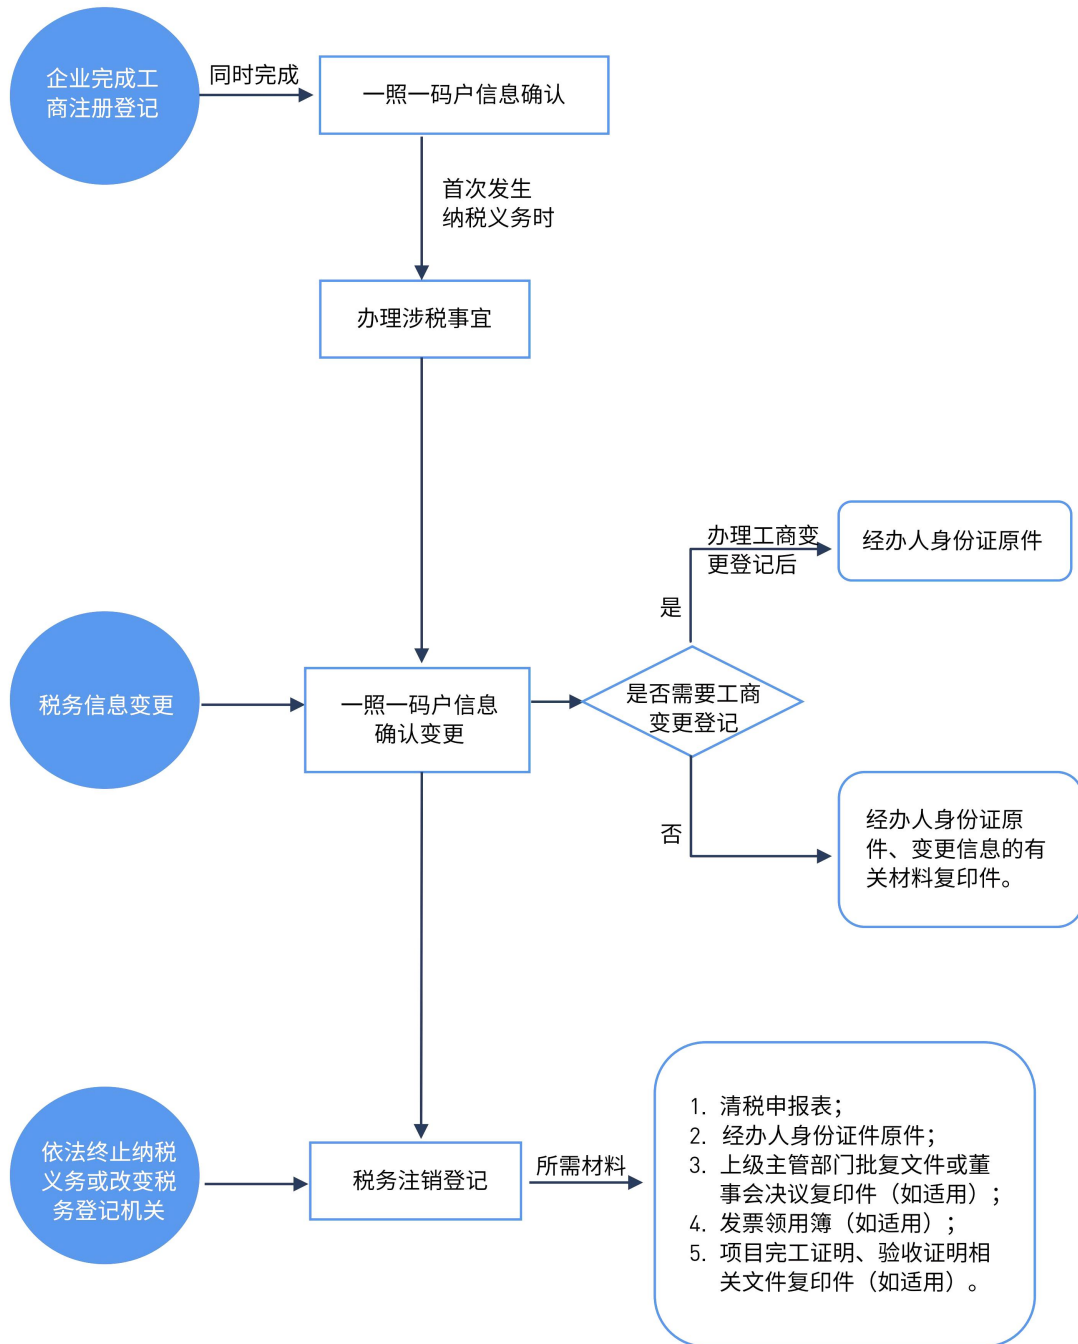 企业完成工
商注册登记
同时完成
一照一码户信息确认
首次发生
纳税义务时
办理涉税事宜
办理工商变
更登记后
经办人身份证原件
是
税务信息变更
一照一码户信息
确认变更
是否需要工商
变更登记
否
经办人身份证原
件、变更信息的有
关材料复印件。
依法终止纳税
义务或改变税
务登记机关
税务注销登记
所需材料
1. 清税申报表；
2. 经办人身份证件原件；
3. 上级主管部门批复文件或董
事会决议复印件（如适用）；
4. 发票领用簿（如适用）；
5. 项目完工证明、验收证明相
关文件复印件（如适用）。